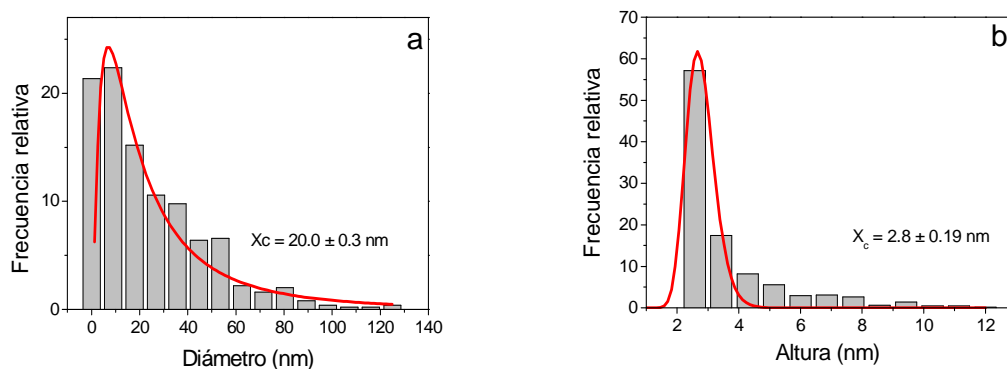 a
20
10
0
Frecuencia relativa
Xc = 20.0 ± 0.3 nm
0 20 40 60 80 100 120 140
Diámetro (nm)
b
70
60
50
40
30
20
10
0
Frecuencia relativa
Xc = 2.8 ± 0.19 nm
2 4 6 8 10 12
Altura (nm)